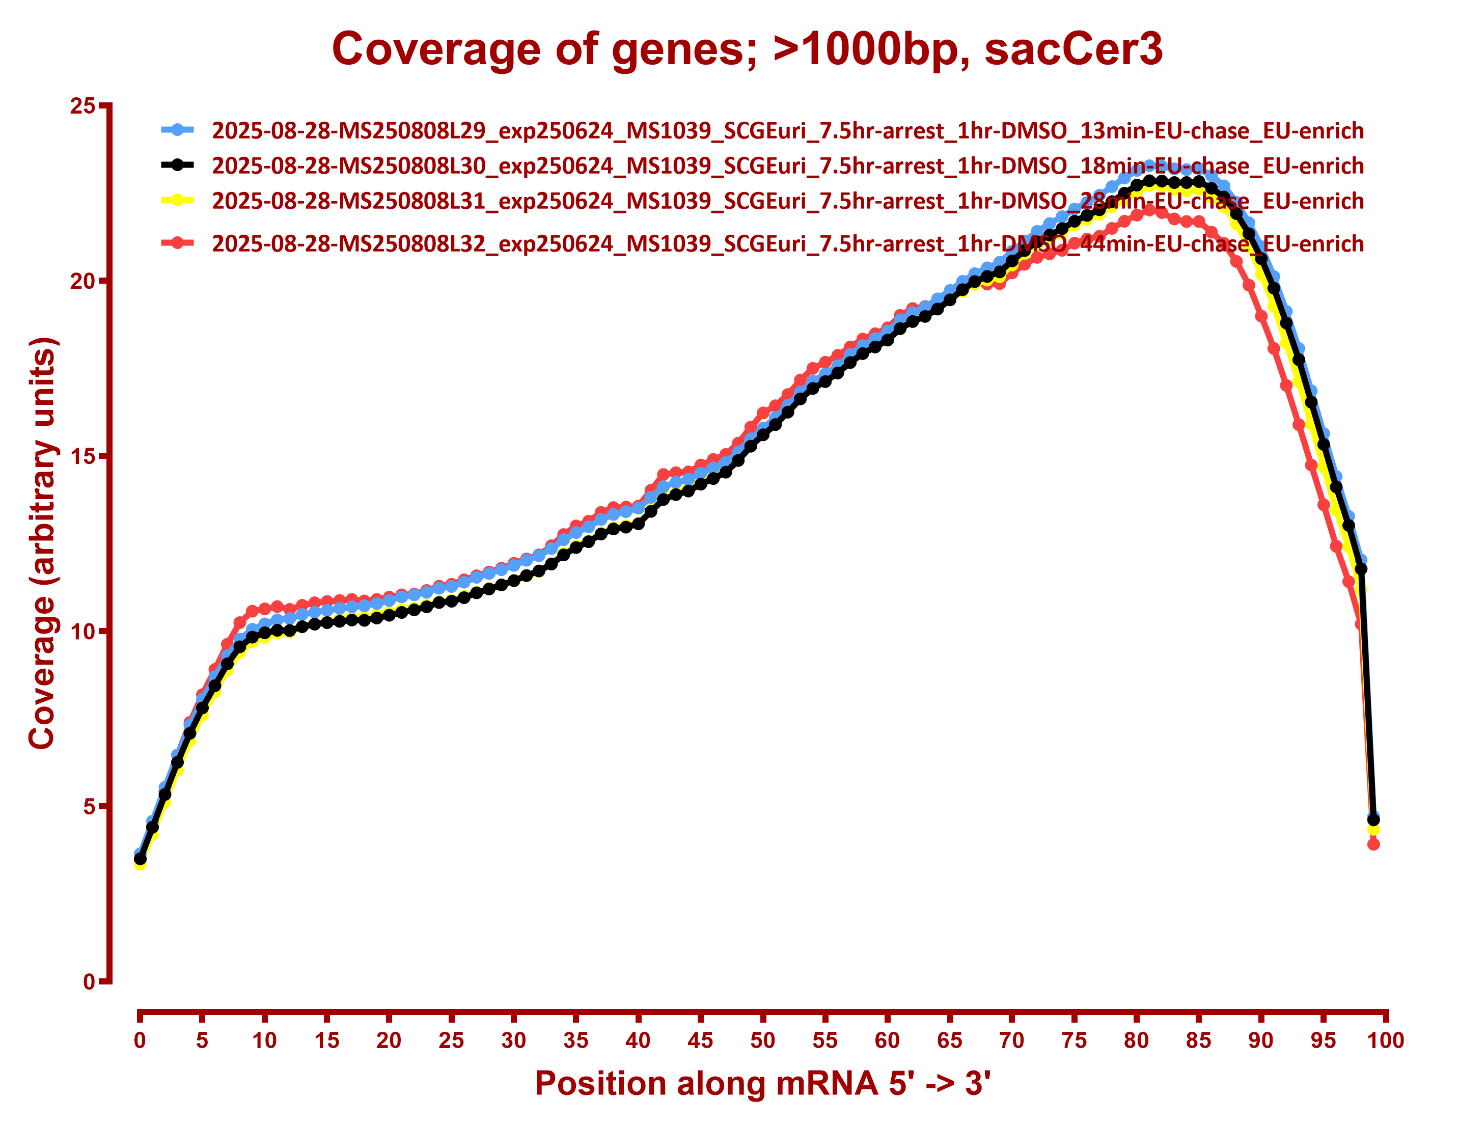 Coverage of genes; >1000bp, sacCer3
25
2025-08-28-MS250808L29_exp250624_MS1039_SCGEuri_7.5hr-arrest_1hr-DMSO_13min-EU-chase_EU-enrich
2025-08-28-MS250808L30_exp250624_MS1039_SCGEuri_7.5hr-arrest_1hr-DMSO_18min-EU-chase_EU-enrich
2025-08-28-MS250808L31_exp250624_MS1039_SCGEuri_7.5hr-arrest_1hr-DMSO_28min-EU-chase_EU-enrich
2025-08-28-MS250808L32_exp250624_MS1039_SCGEuri_7.5hr-arrest_1hr-DMSO_44min-EU-chase_EU-enrich
20
15
10
5
0
Coverage (arbitrary units)
0 5 10 15 20 25 30 35 40 45 50 55 60 65 70 75 80 85 90 95 100
Position along mRNA 5' -> 3'